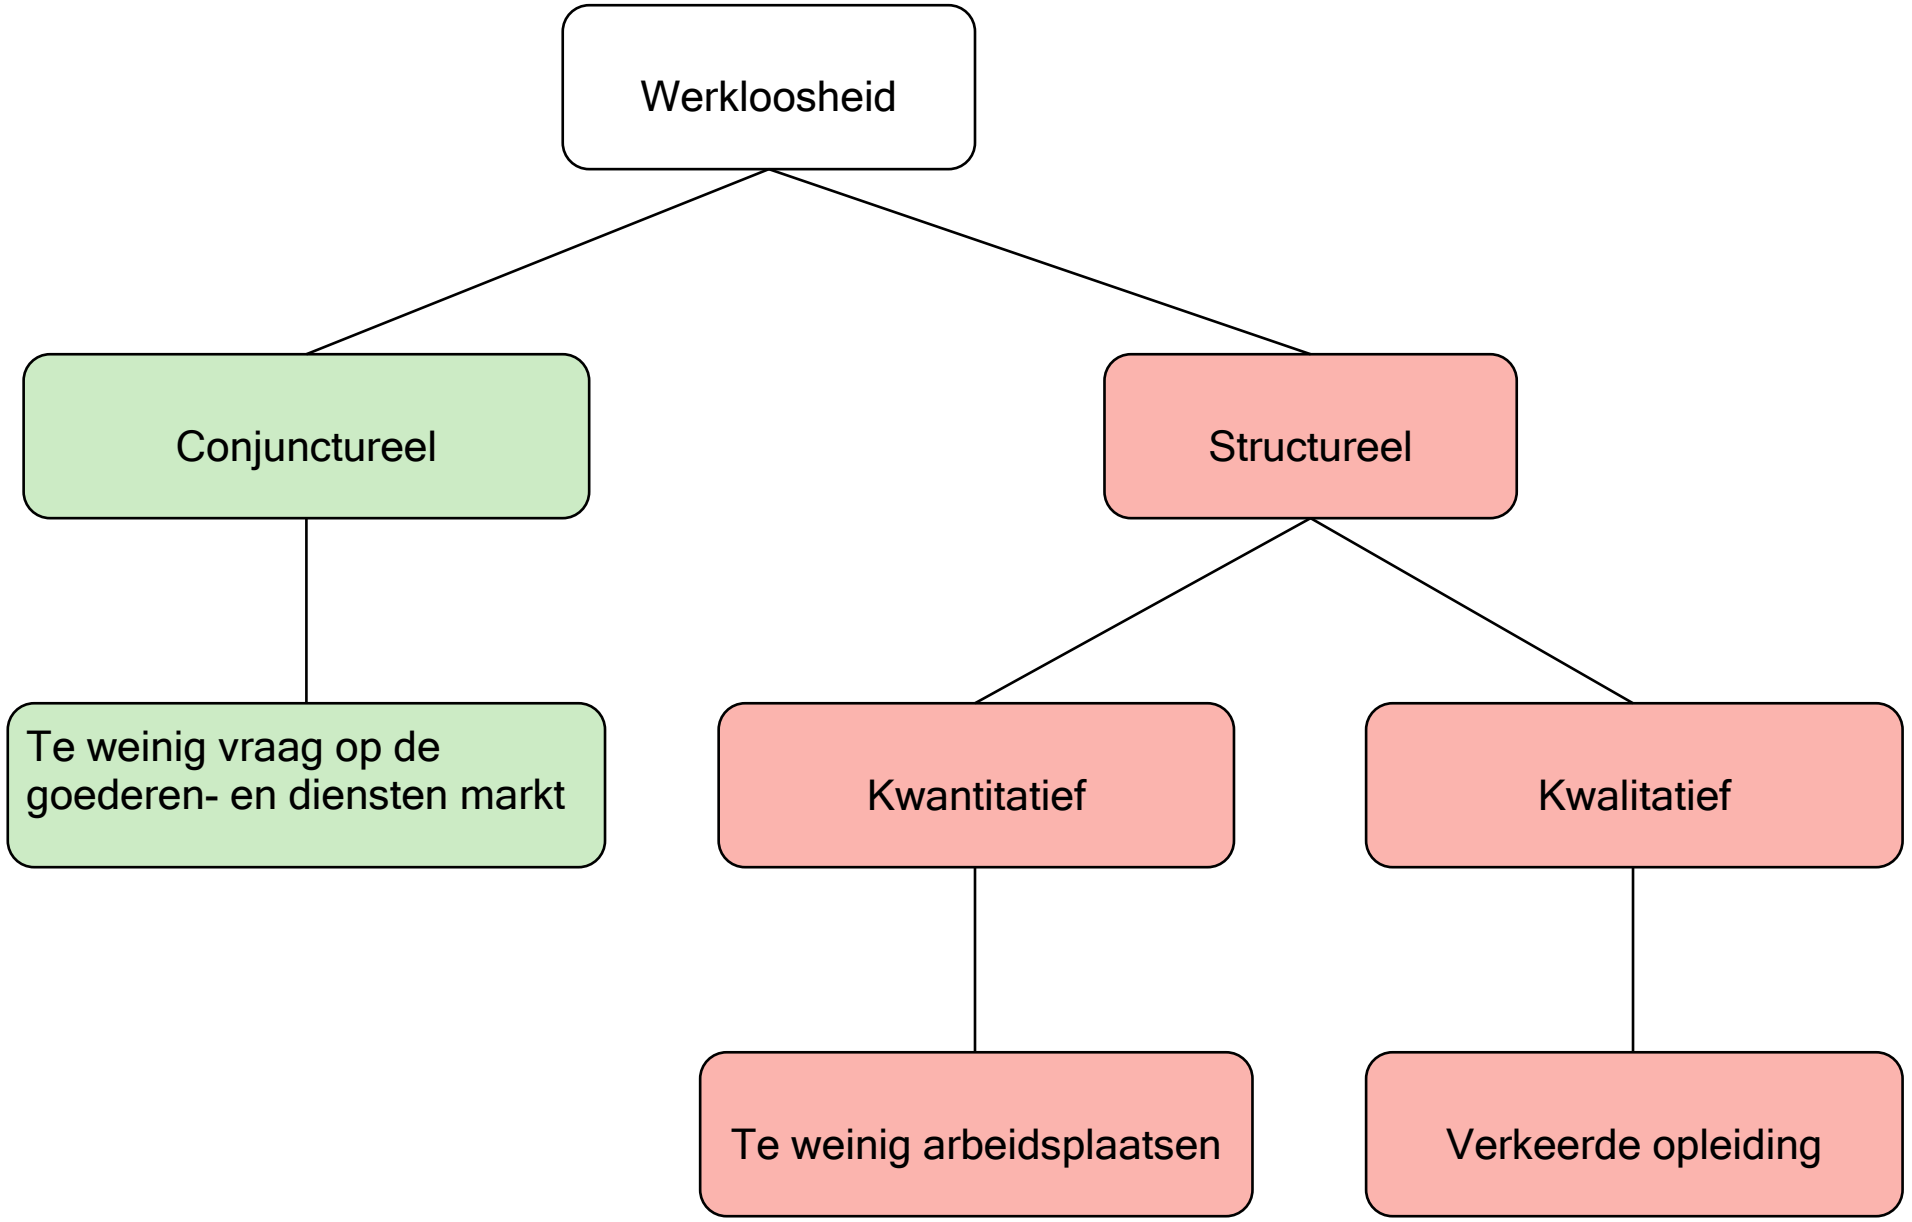 Werkloosheid
Conjunctureel
Structureel
Te weinig vraag op de
goederen- en diensten markt
Kwantitatief
Kwalitatief
Te weinig arbeidsplaatsen
Verkeerde opleiding